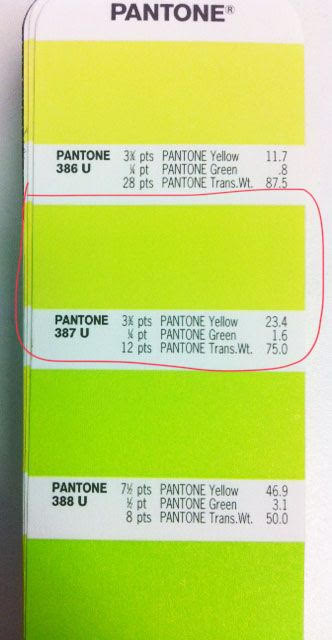 PANTONE®
PANTONE 3¾ pts PANTONE Yellow 11.7
386 U ¼ pt PANTONE Green .8
28 pts PANTONE Trans.Wt. 87.5
PANTONE 3¾ pts PANTONE Yellow 23.4
387 U ¼ pt PANTONE Green 1.6
12 pts PANTONE Trans.Wt. 75.0
PANTONE 7½ pts PANTONE Yellow 46.9
388 U ½ pt PANTONE Green 3.1
8 pts PANTONE Trans.Wt. 50.0